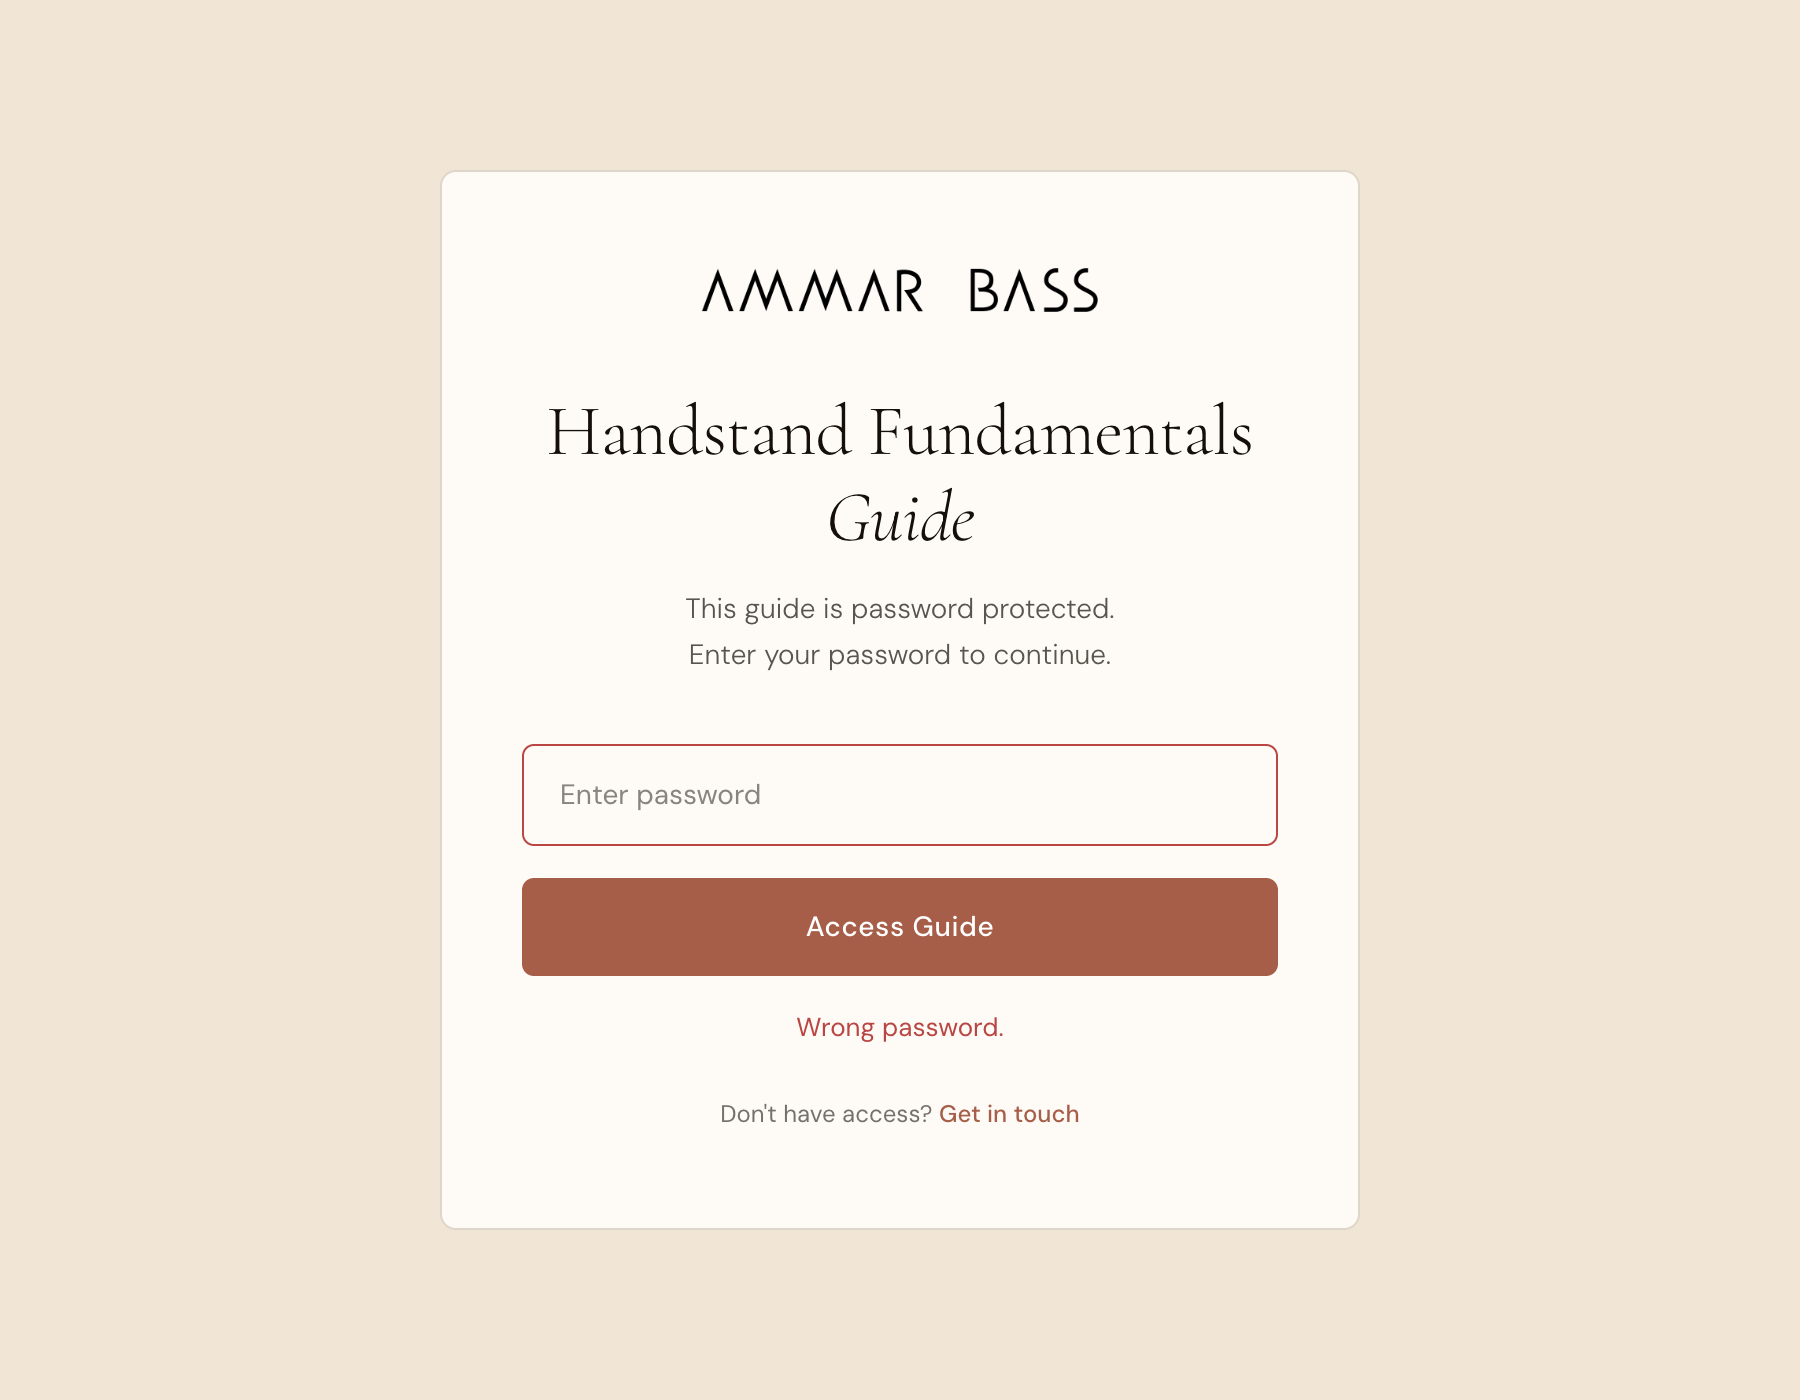 AMMAR BASS
Handstand Fundamentals
Guide
This guide is password protected.
Enter your password to continue.
Enter password
Access Guide
Wrong password.
Don't have access? Get in touch